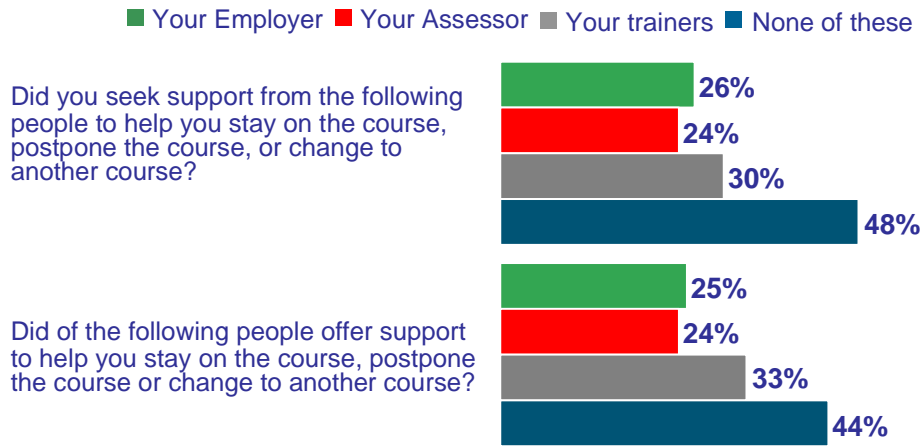 Your Employer Your Assessor Your trainers None of these
Did you seek support from the following
people to help you stay on the course,
postpone the course, or change to
another course?
26%
24%
30%
48%
Did of the following people offer support
to help you stay on the course, postpone
the course or change to another course?
25%
24%
33%
44%